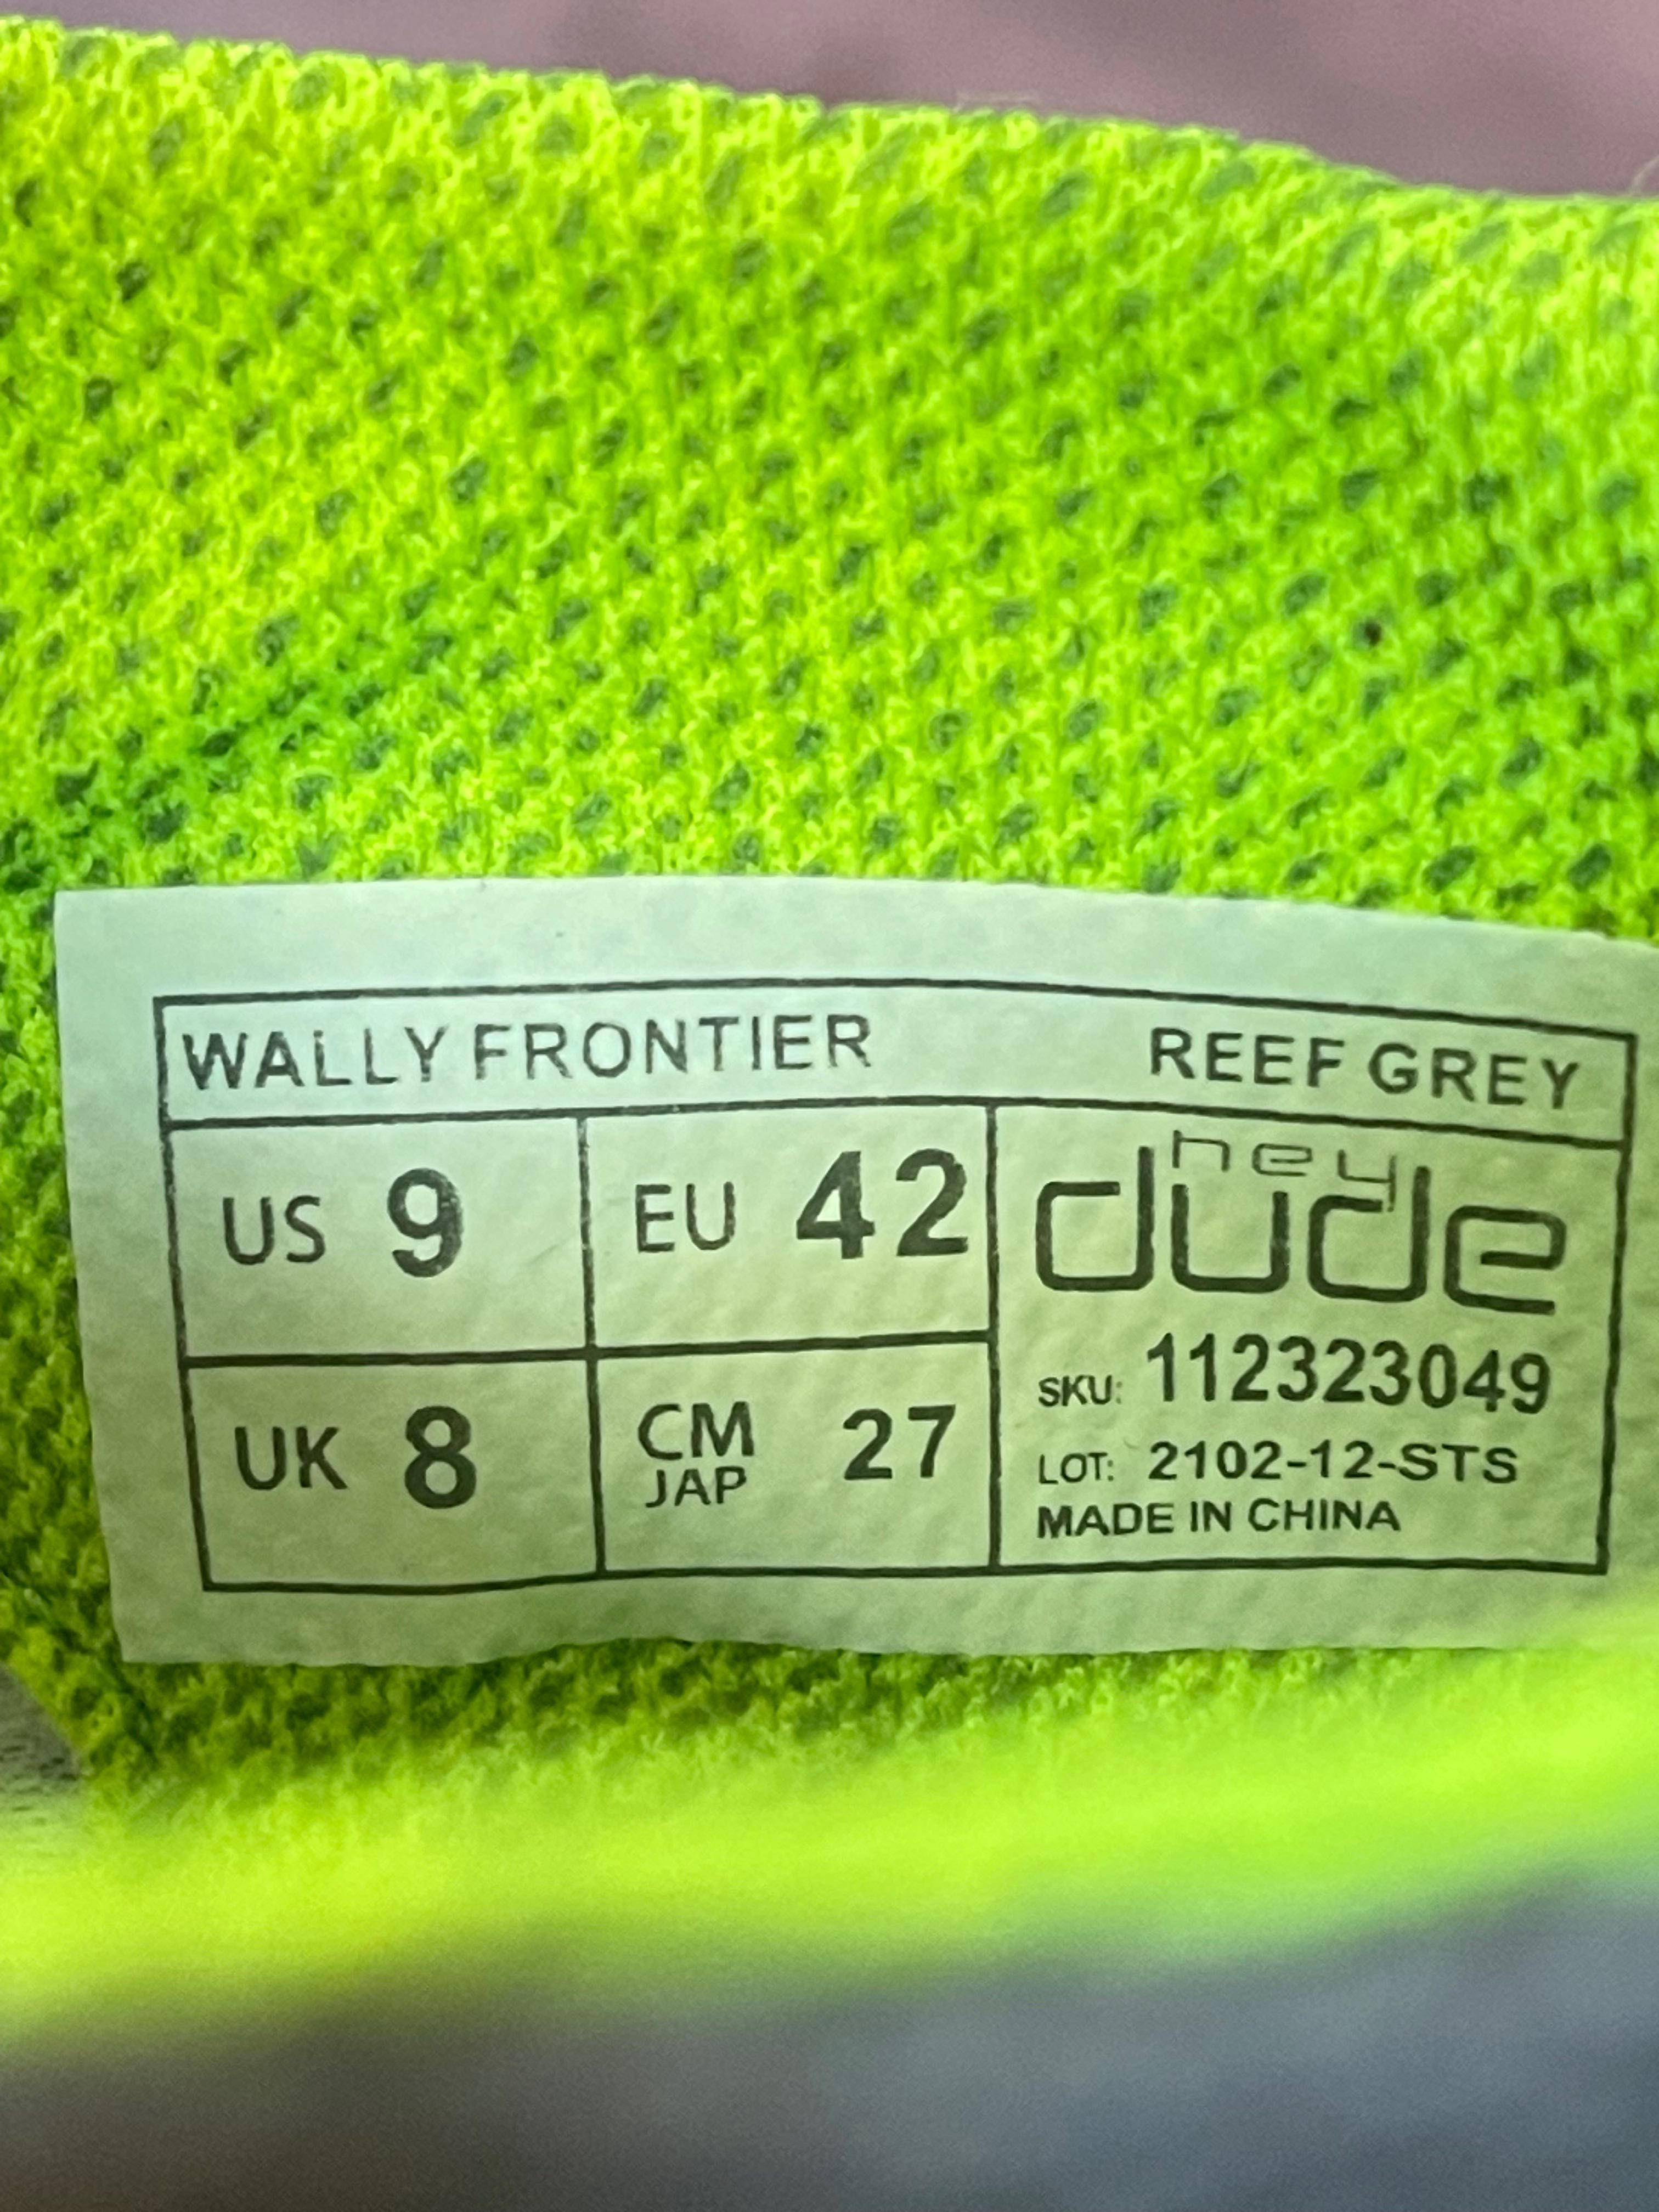 WALLY FRONTIER REEF GREY
US 9 EU 42
UK 8 CM JAP 27
hey
dude
SKU: 112323049
LOT: 2102-12-STS
MADE IN CHINA